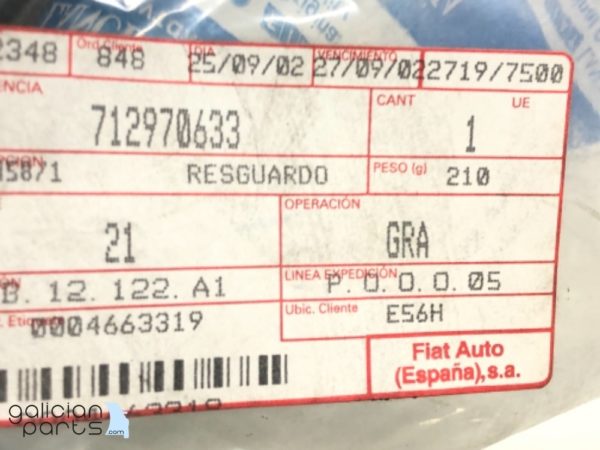 2348 Ord.Cliente 848 DIA 25/09/02 VENCIMIENTO 27/09/02 2719/7500
ENCIA 712970633 CANT 1 UE
5871 RESGUARDO PESO (g) 210
21 OPERACIÓN GRA
B. 12. 122. A1 LINEA EXPEDICIÓN P. 0. 0. 0. 05
0004663319 Ubic. Cliente E56H
Fiat Auto
(España), s.a.
galician
parts.com